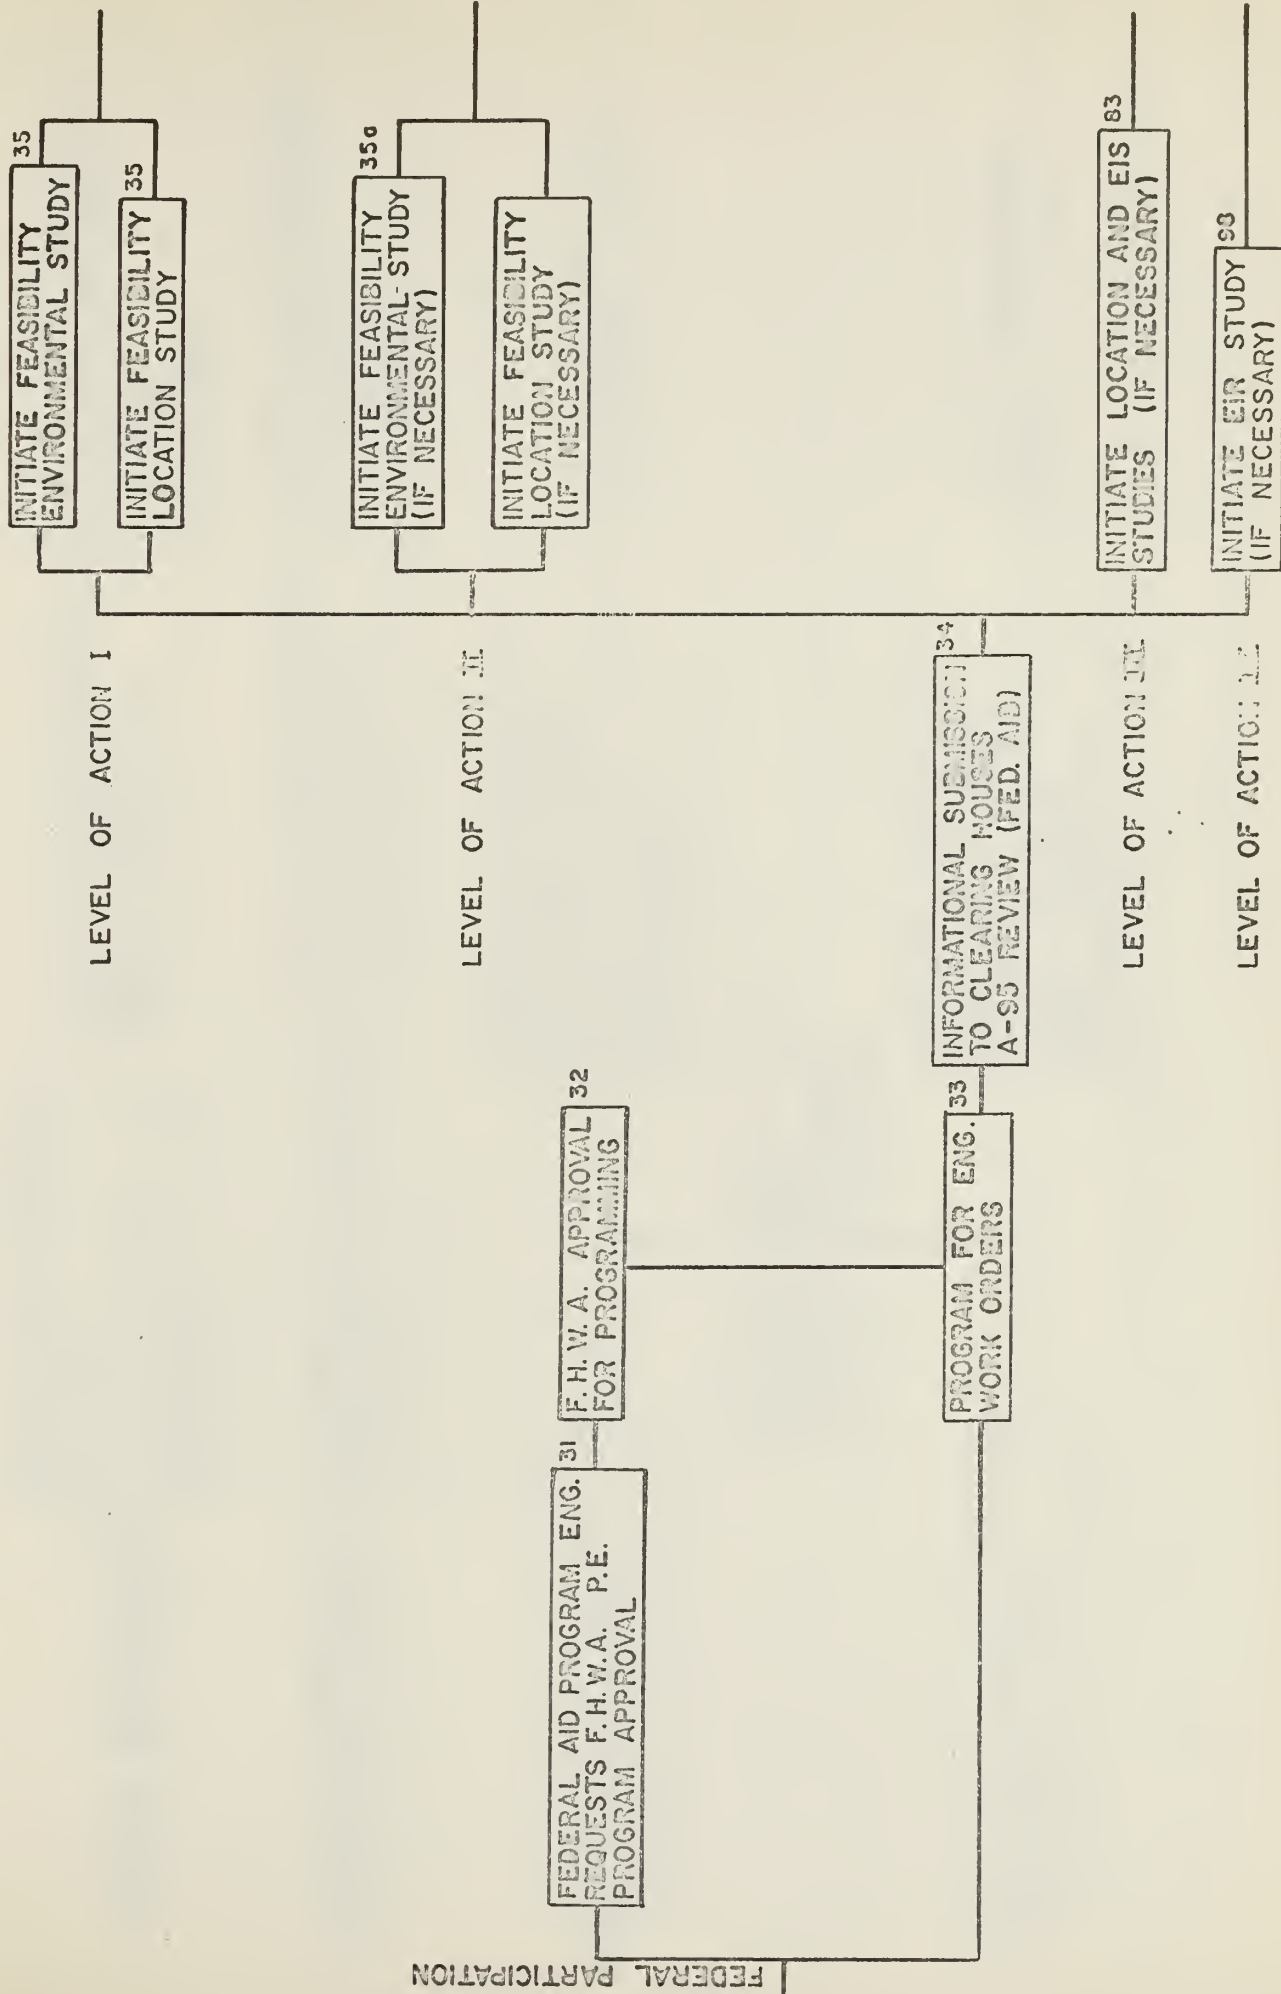 FEDERAL PARTICIPATION
FEDERAL AID PROGRAM ENG.
REQUESTS F.H.W.A. P.E.
PROGRAM APPROVAL
31
F.H.W.A. APPROVAL
FOR PROGRAMMING
32
PROGRAM FOR ENG.
WORK ORDERS
33
INFORMATIONAL SUBMISSION
TO CLEARING HOUSES
A-95 REVIEW (FED. AID)
34
LEVEL OF ACTION I
INITIATE FEASIBILITY
ENVIRONMENTAL STUDY
35
INITIATE FEASIBILITY
LOCATION STUDY
35
LEVEL OF ACTION II
INITIATE FEASIBILITY
ENVIRONMENTAL-STUDY
(IF NECESSARY)
35a
INITIATE FEASIBILITY
LOCATION STUDY
(IF NECESSARY)
LEVEL OF ACTION
INITIATE LOCATION AND EIS
STUDIES (IF NECESSARY)
83
LEVEL OF ACTION
INITIATE EIR STUDY
(IF NECESSARY)
98